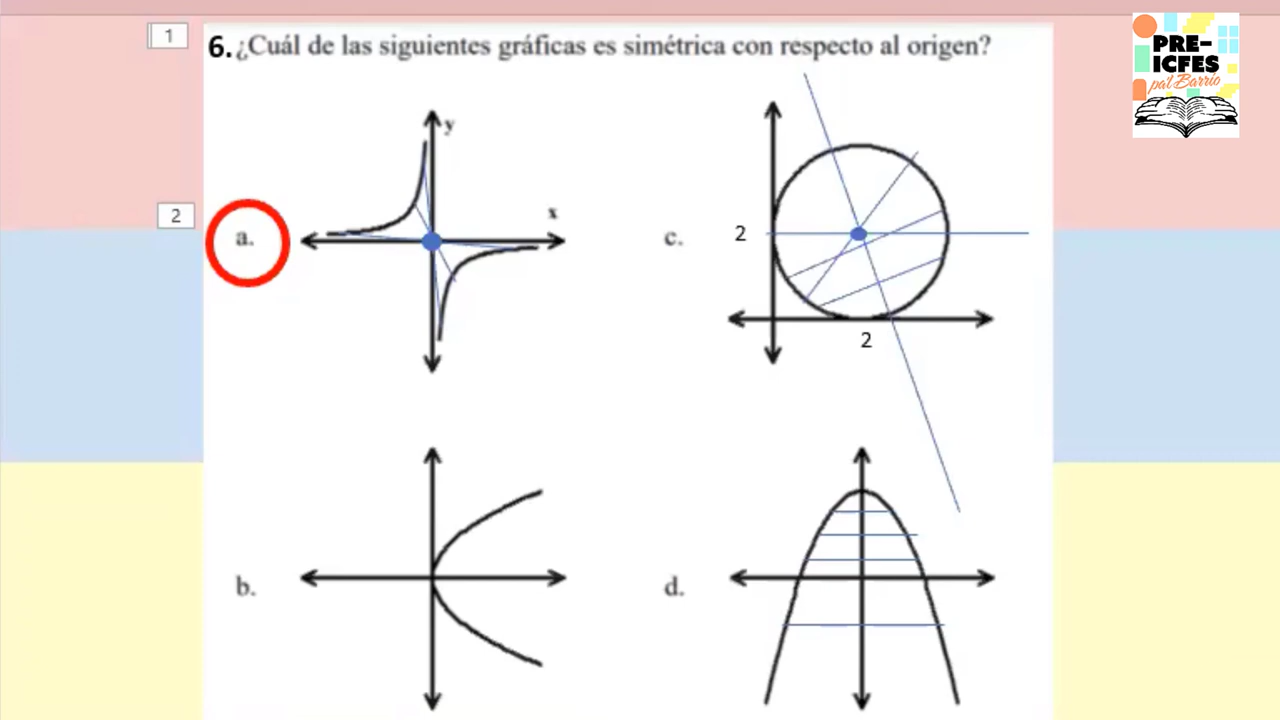 1
6.¿Cuál de las siguientes gráficas es simétrica con respecto al origen?
PRE-
ICFES
pa'l Barrio
y
2
x
a.
c.
2
2
b.
d.